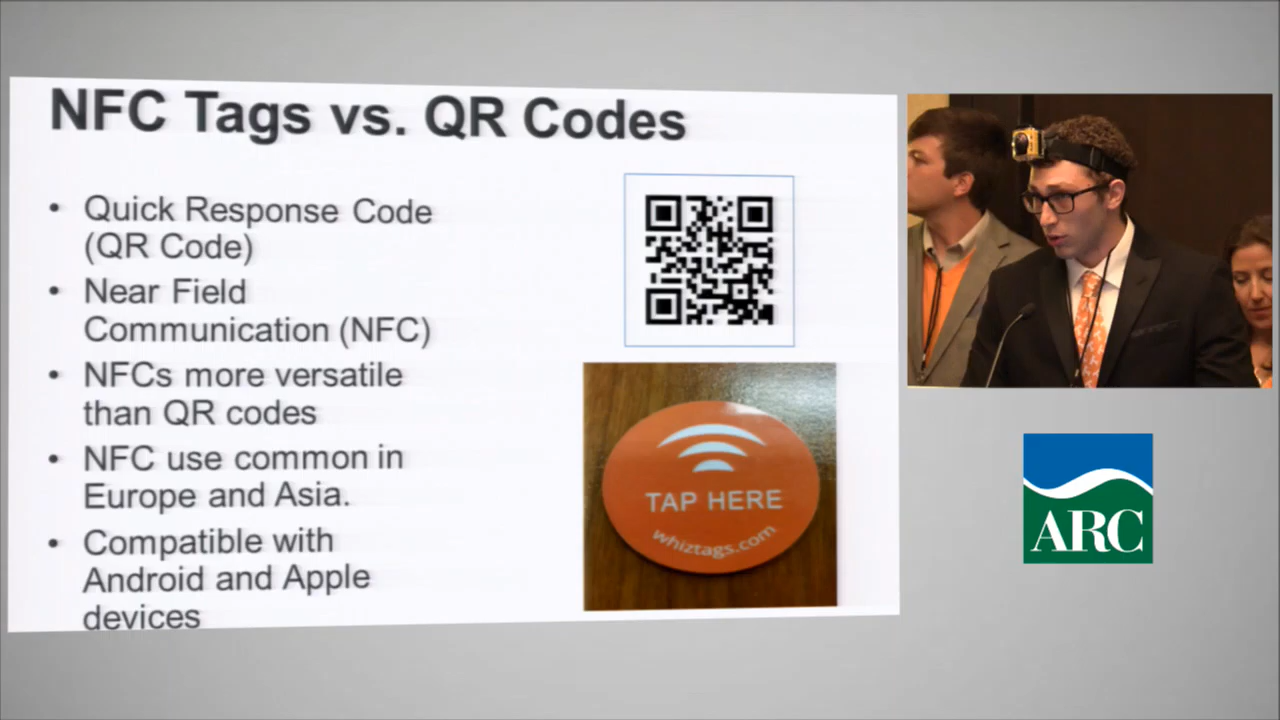 NFC Tags vs. QR Codes
• Quick Response Code
(QR Code)
• Near Field
Communication (NFC)
• NFCs more versatile
than QR codes
• NFC use common in
Europe and Asia.
• Compatible with
Android and Apple
devices
TAP HERE
whiztags.com
ARC